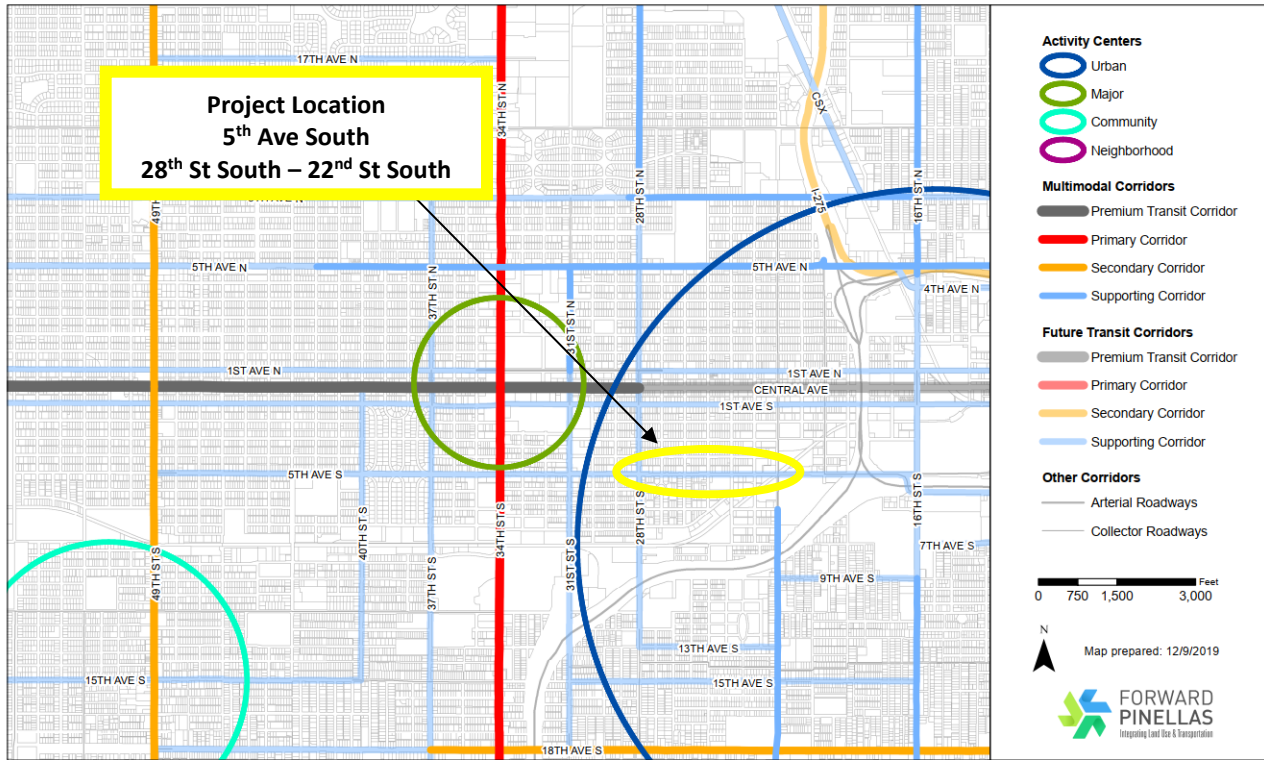 17TH AVE N
Project Location
5th Ave South
28th St South – 22nd St South
34TH ST N
49TH
28TH ST N
CSX
I-275
16TH ST N
5TH AVE N
5TH AVE N
4TH AVE N
37TH ST N
31ST ST N
1ST AVE N
1ST AVE N
CENTRAL AVE
1ST AVE S
5TH AVE S
49TH ST S
40TH ST S
37TH ST S
34TH ST S
31ST ST S
28TH ST S
16TH ST S
7TH AVE S
9TH AVE S
13TH AVE S
15TH AVE S
15TH AVE S
18TH AVE S
Activity Centers
Urban
Major
Community
Neighborhood
Multimodal Corridors
Premium Transit Corridor
Primary Corridor
Secondary Corridor
Supporting Corridor
Future Transit Corridors
Premium Transit Corridor
Primary Corridor
Secondary Corridor
Supporting Corridor
Other Corridors
Arterial Roadways
Collector Roadways
Feet
0 750 1,500 3,000
N
Map prepared: 12/9/2019
FORWARD
PINELLAS
Integrating Land Use & Transportation